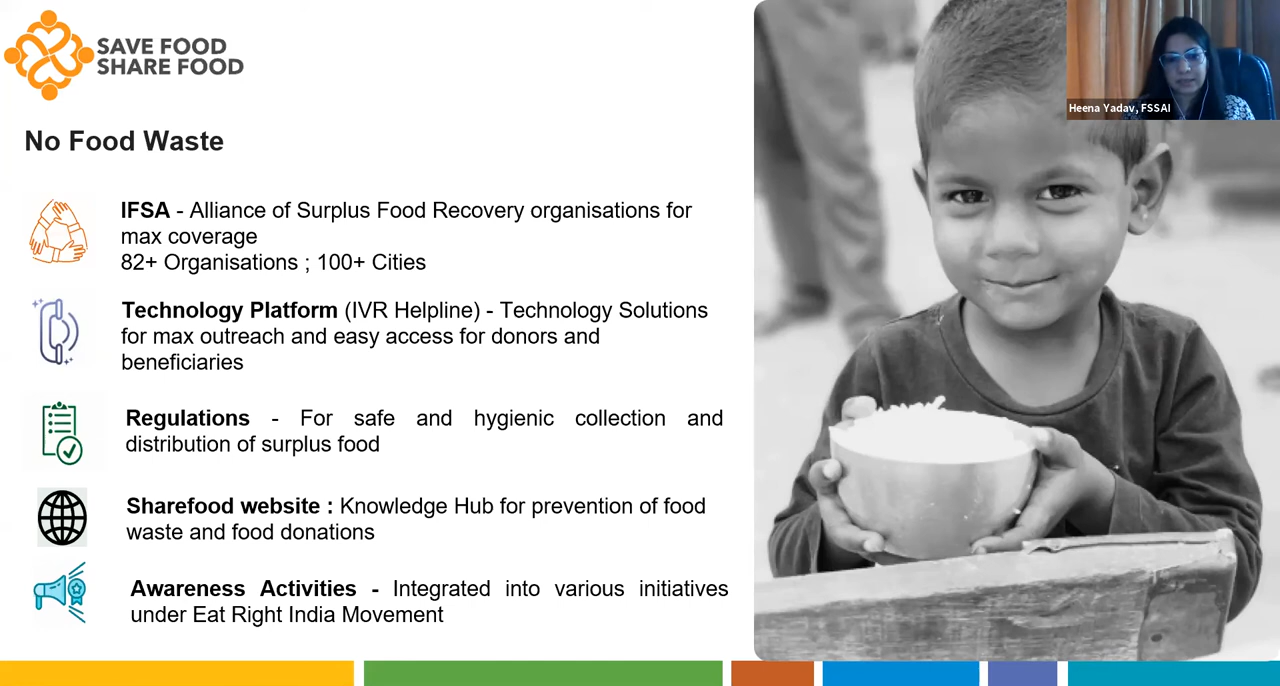 SAVE FOOD
SHARE FOOD
Heena Yadav, FSSAI
No Food Waste
IFSA - Alliance of Surplus Food Recovery organisations for
max coverage
82+ Organisations ; 100+ Cities
Technology Platform (IVR Helpline) - Technology Solutions
for max outreach and easy access for donors and
beneficiaries
Regulations - For safe and hygienic collection and
distribution of surplus food
Sharefood website : Knowledge Hub for prevention of food
waste and food donations
Awareness Activities - Integrated into various initiatives
under Eat Right India Movement